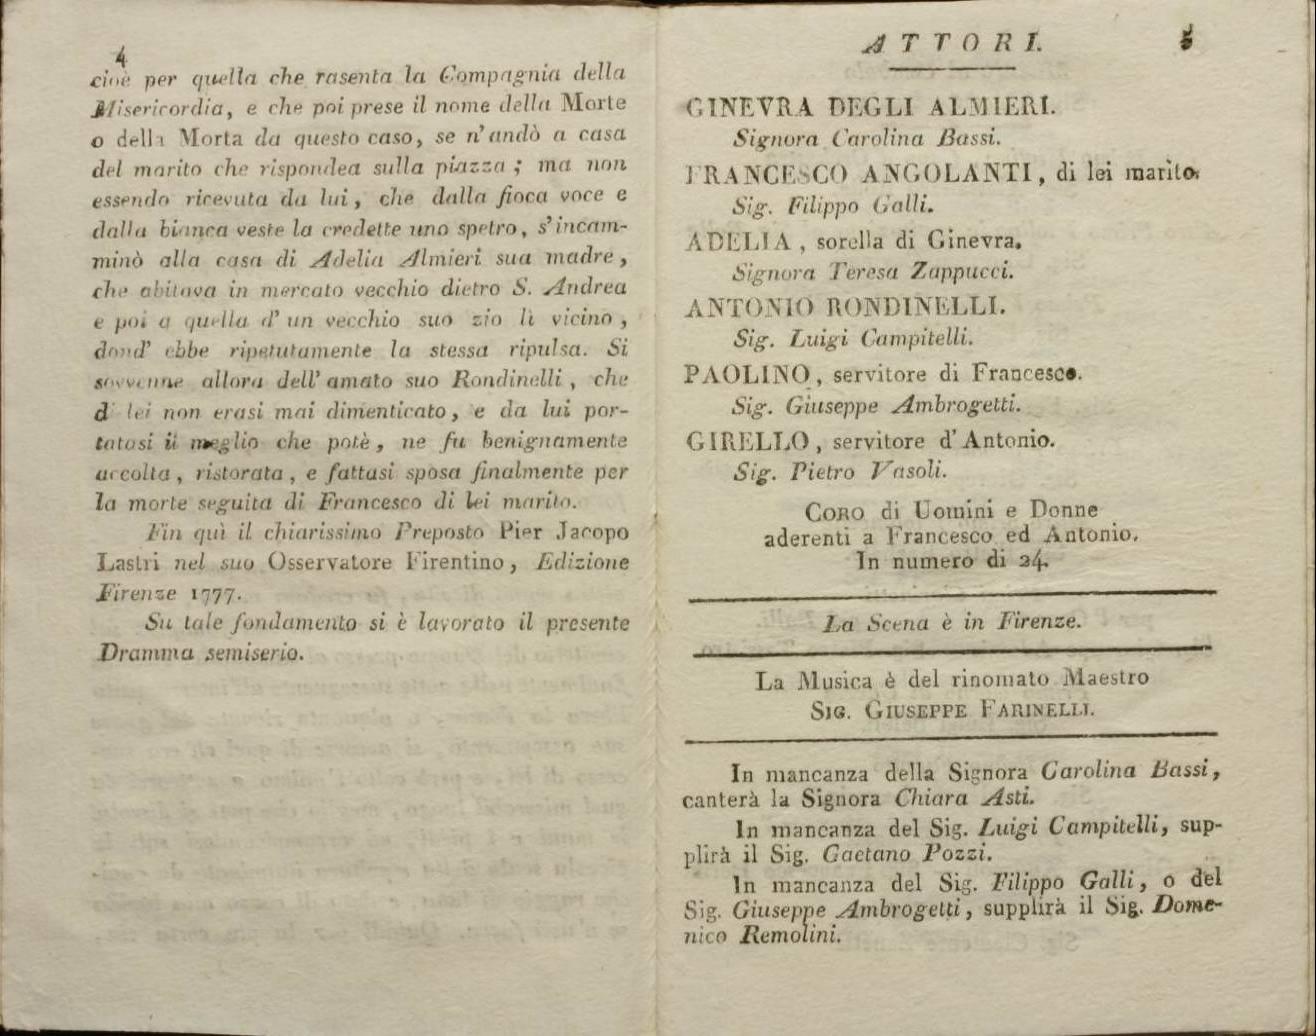 4
cioè per quella che rasenta la Compagnia della
Misericordia, e che poi prese il nome della Morte
o della Morta da questo caso, se n'andò a casa
del marito che rispondea sulla piazza; ma non
essendo ricevuta da lui, che dalla fioca voce e
dalla bianca veste la credette uno spetro, s'incam-
minò alla casa di Adelia Almieri sua madre,
che abitava in mercato vecchio dietro S. Andrea
e poi a quella d'un vecchio suo zio lì vicino,
dond' ebbe ripetutamente la stessa ripulsa. Si
sovvenne allora dell'amato suo Rondinelli, che
d lei non erasi mai dimenticato, e da lui por-
tatasi il meglio che potè, ne fu benignamente
accolta, ristorata, e fattasi sposa finalmente per
la morte seguita di Francesco di lei marito.
Fin quì il chiarissimo Preposto Pier Jacopo
Lastri nel suo Osservatore Firentino, Edizione
Firenze 1777.
Su tale fondamento si è lavorato il presente
Dramma semiserio.
ATTORI.
5
GINEVRA DEGLI ALMIERI.
Signora Carolina Bassi.
FRANCESCO ANGOLANTI, di lei marìto.
Sig. Filippo Galli.
ADELIA, sorella di Ginevra.
Signora Teresa Zappucci.
ANTONIO RONDINELLI.
Sig. Luigi Campitelli.
PAOLINO, servitore di Francesco.
Sig. Giuseppe Ambrogetti.
GIRELLO, servitore d'Antonio.
Sig. Pietro Vasoli.
CORO di Uomini e Donne
aderenti a Francesco ed Antonio.
In numero di 24.
La Scena è in Firenze.
La Musica è del rinomato Maestro
SIG. GIUSEPPE FARINELLI.
In mancanza della Signora Carolina Bassi,
canterà la Signora Chiara Asti.
In mancanza del Sig. Luigi Campitelli, sup-
plirà il Sig. Gaetano Pozzi.
In mancanza del Sig. Filippo Galli, o del
Sig. Giuseppe Ambrogetti, supplirà il Sig. Dome-
nico Remolini.